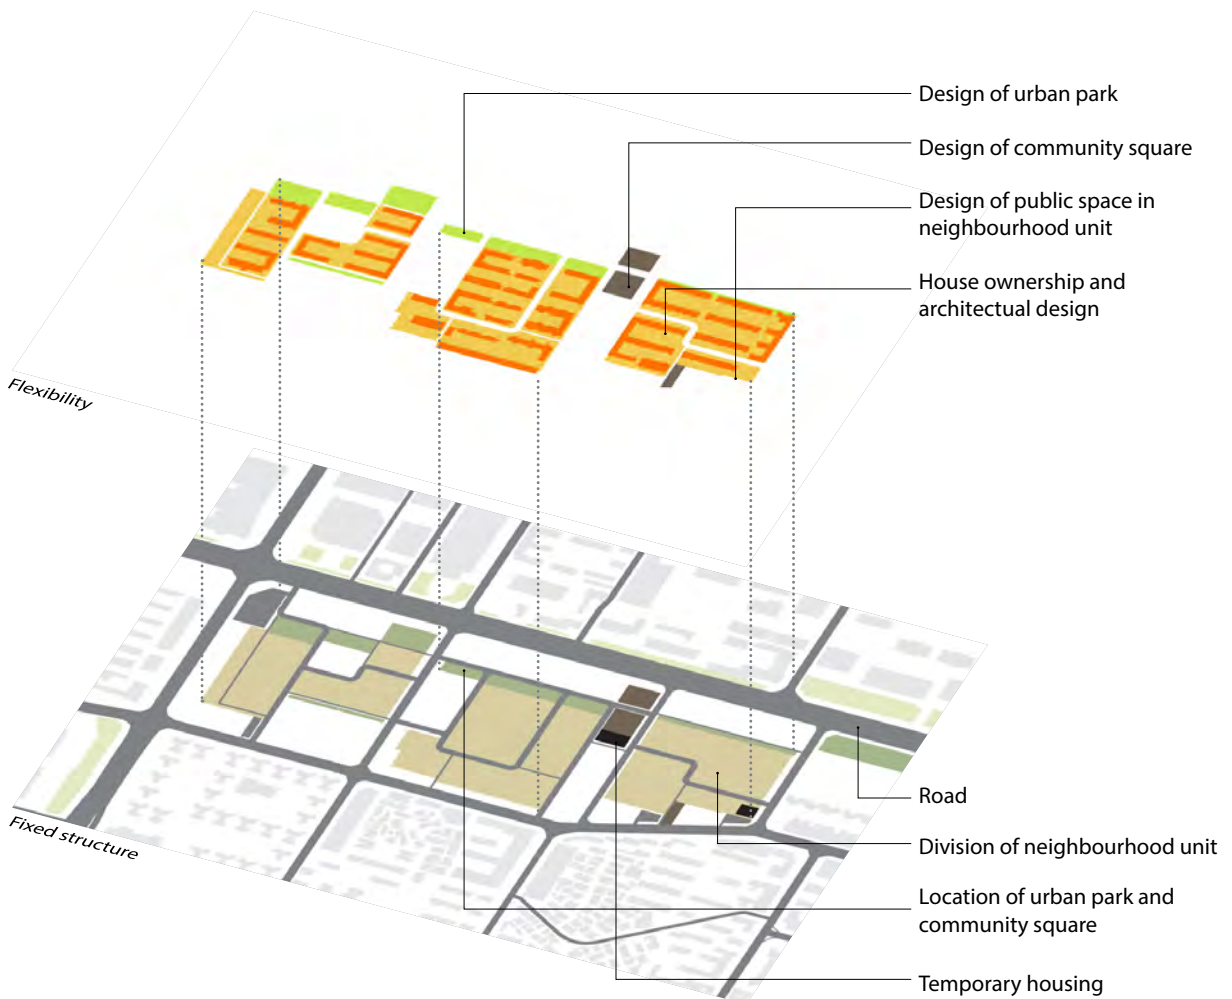 Design of urban park
Design of community square
Design of public space in
neighbourhood unit
House ownership and
architectual design
Flexibility
Fixed structure
Road
Division of neighbourhood unit
Location of urban park and
community square
Temporary housing